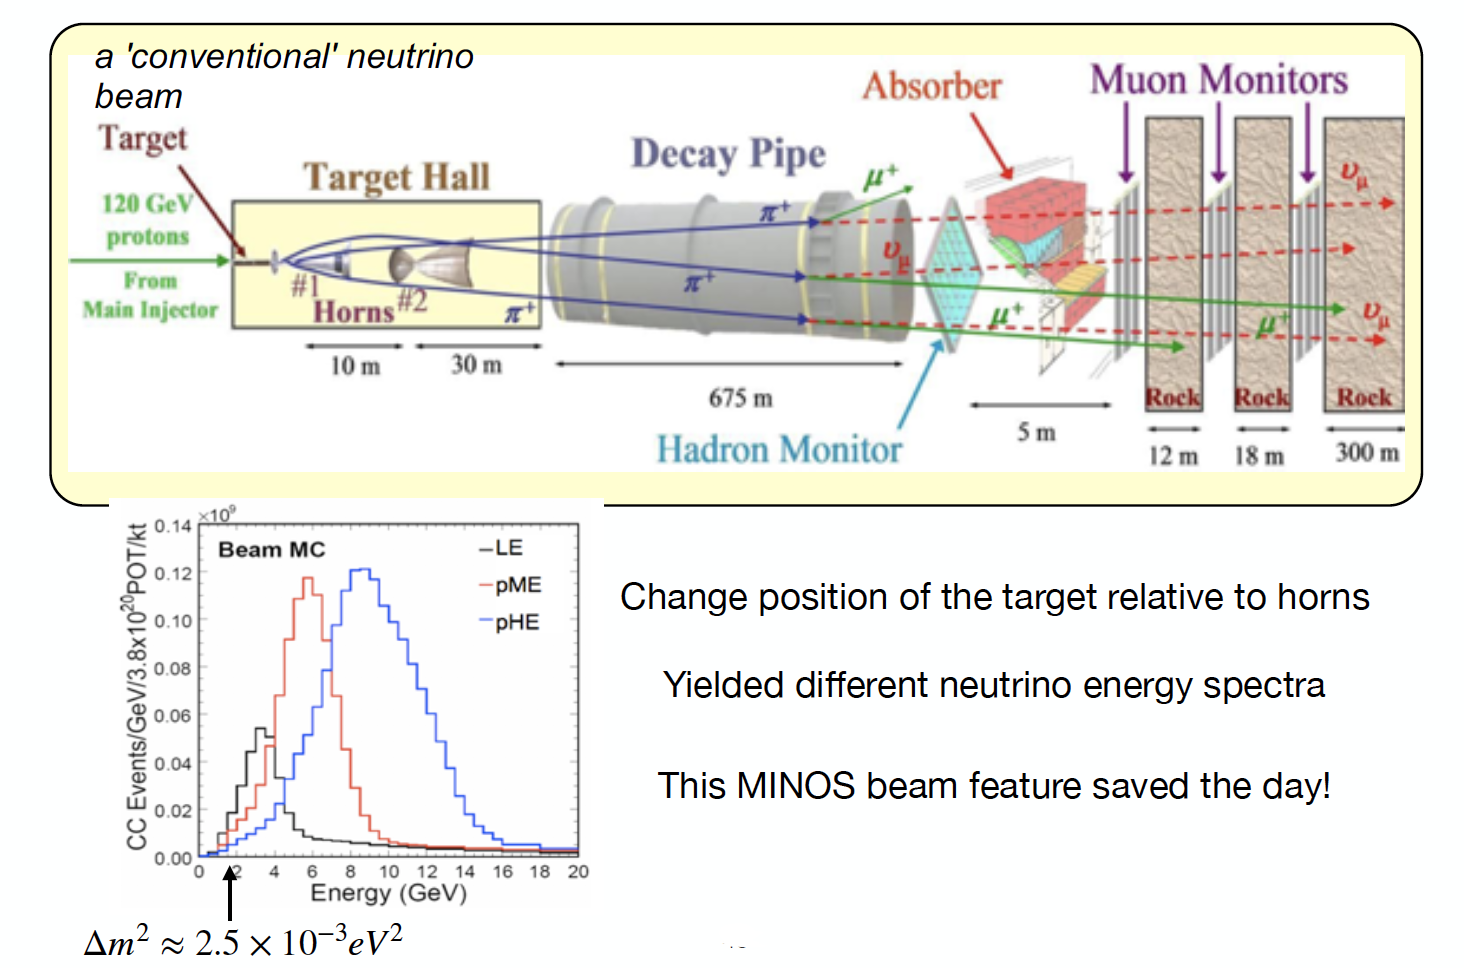 a 'conventional' neutrino
beam
Target
Target Hall
120 GeV
protons
From
Main Injector
#1
#2
Horns
π⁺
10 m
30 m
Decay Pipe
π⁺
π⁺
μ⁺
υμ
675 m
Hadron Monitor
Absorber
μ⁺
5 m
Muon Monitors
υμ
υμ
μ⁺
Rock
Rock
Rock
12 m
18 m
300 m
×10⁹
Beam MC
LE
pME
pHE
CC Events/GeV/3.8x10²⁰POT/kt
0.14
0.12
0.10
0.08
0.06
0.04
0.02
0.00
0 2 4 6 8 10 12 14 16 18 20
Energy (GeV)
Δm² ≈ 2.5 × 10⁻³eV²
Change position of the target relative to horns
Yielded different neutrino energy spectra
This MINOS beam feature saved the day!